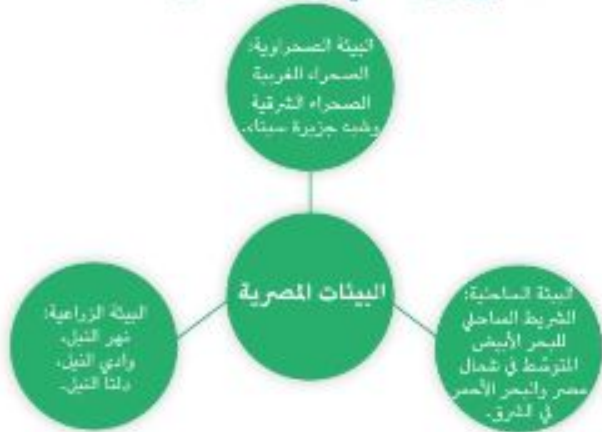 البيئة الصحراوية:
الصحراء الغربية
الصحراء الشرقية
وشبه جزيرة سيناء.
البيئات المصرية
البيئة الساحلية:
الشريط الساحلي
للبحر الأبيض
المتوسّط في شمال
مصر والبحر الأحمر
في الشرق.
البيئة الزراعية:
نهر النيل،
وادي النيل،
دلتا النيل.